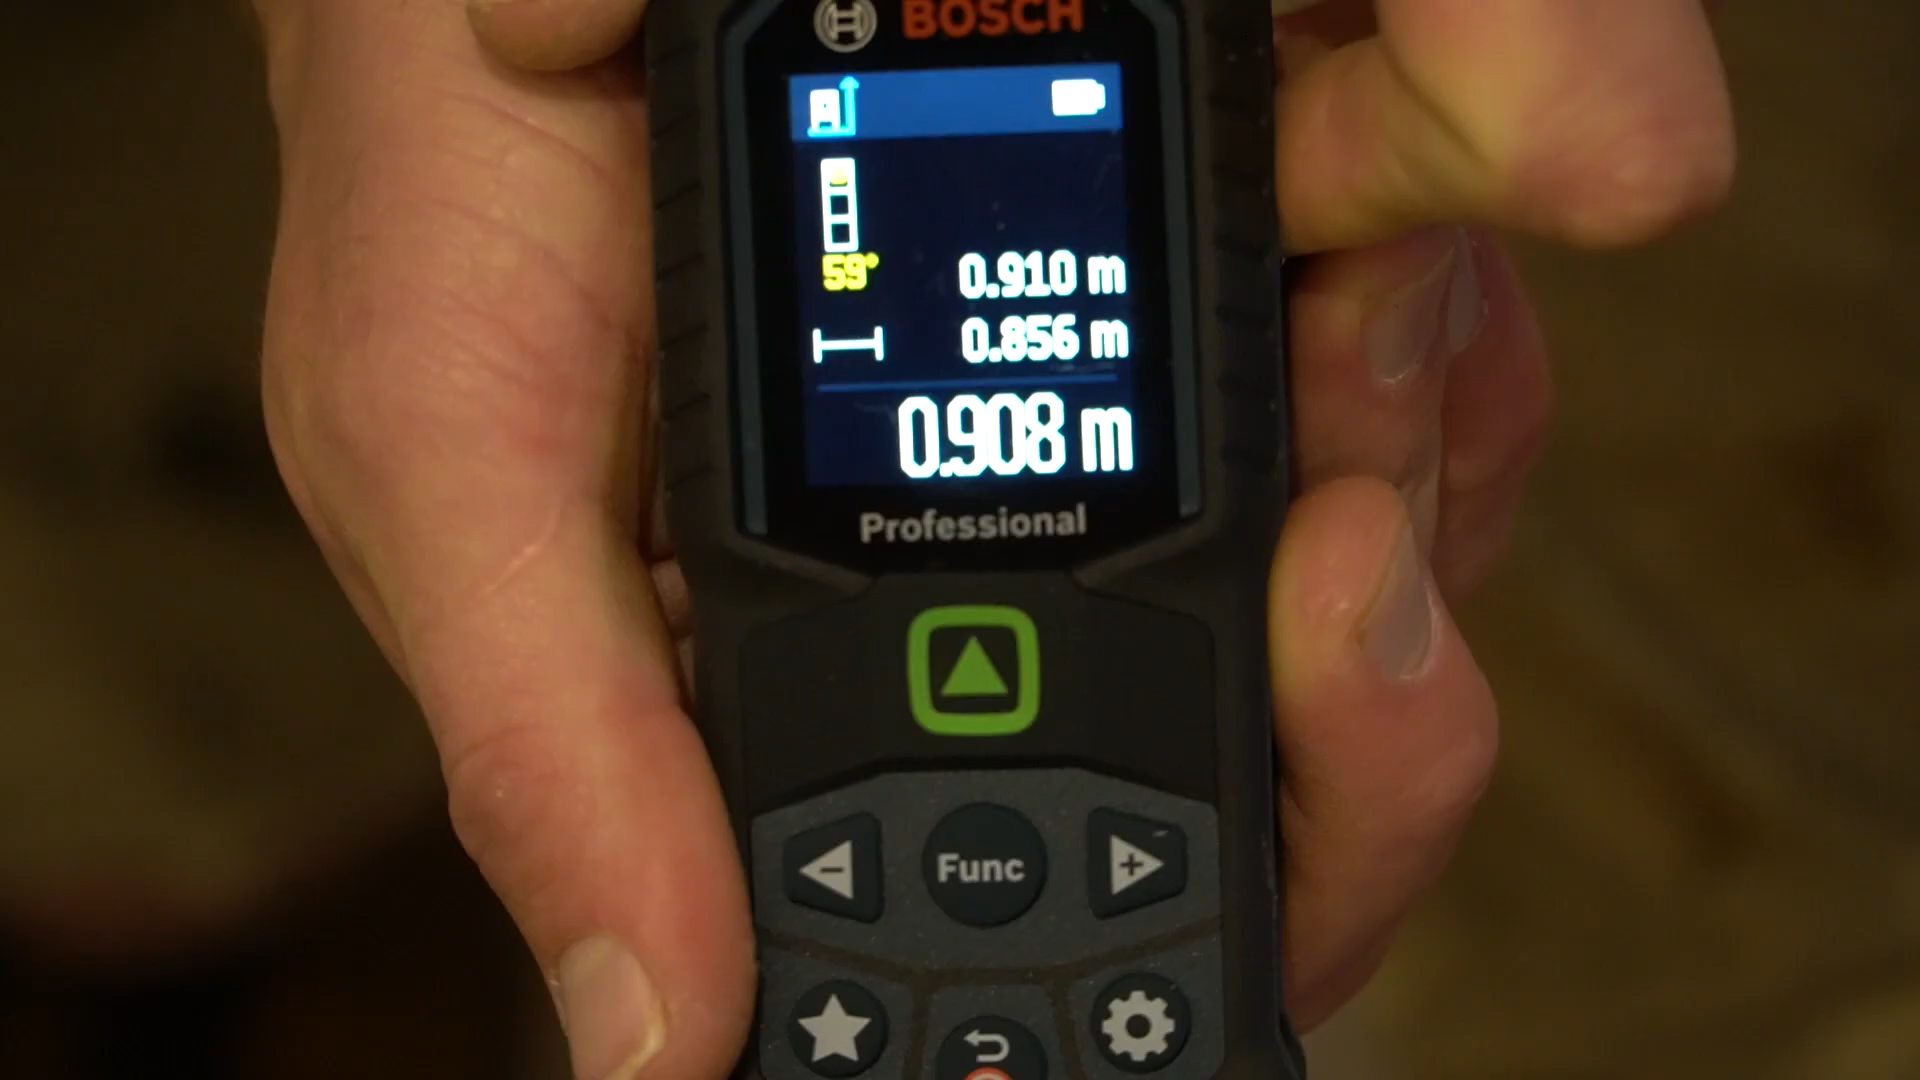 BOSCH
59°
0.910 m
0.856 m
0.908 m
Professional
- Func +